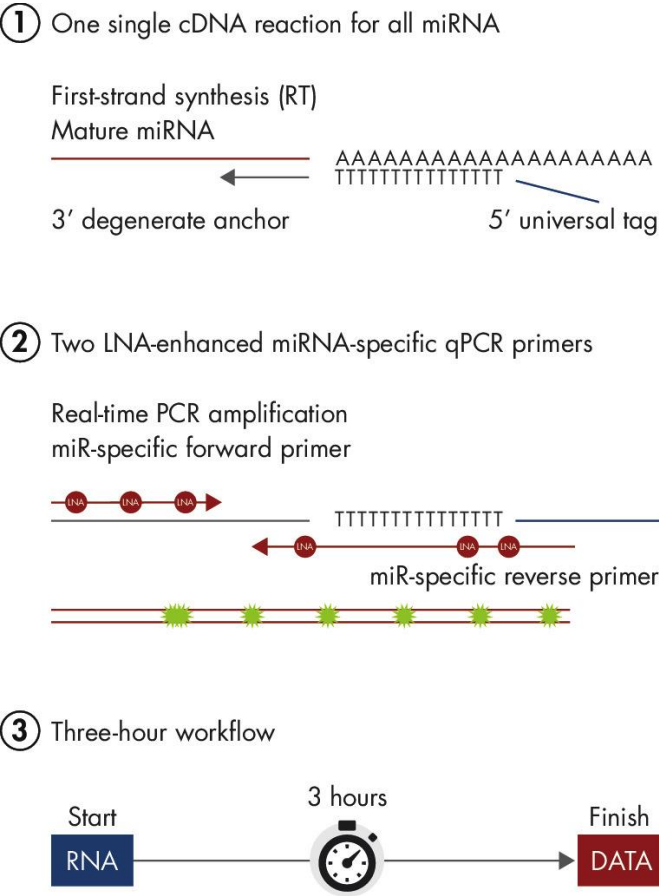 1 One single cDNA reaction for all miRNA
First-strand synthesis (RT)
Mature miRNA
AAAAAAAAAAAAAAAAAAAA
TTTTTTTTTTTTTTT
3’ degenerate anchor
5’ universal tag
2 Two LNA-enhanced miRNA-specific qPCR primers
Real-time PCR amplification
miR-specific forward primer
LNA LNA LNA
TTTTTTTTTTTTTTT
LNA LNA LNA
miR-specific reverse primer
3 Three-hour workflow
3 hours
Start
Finish
RNA
DATA